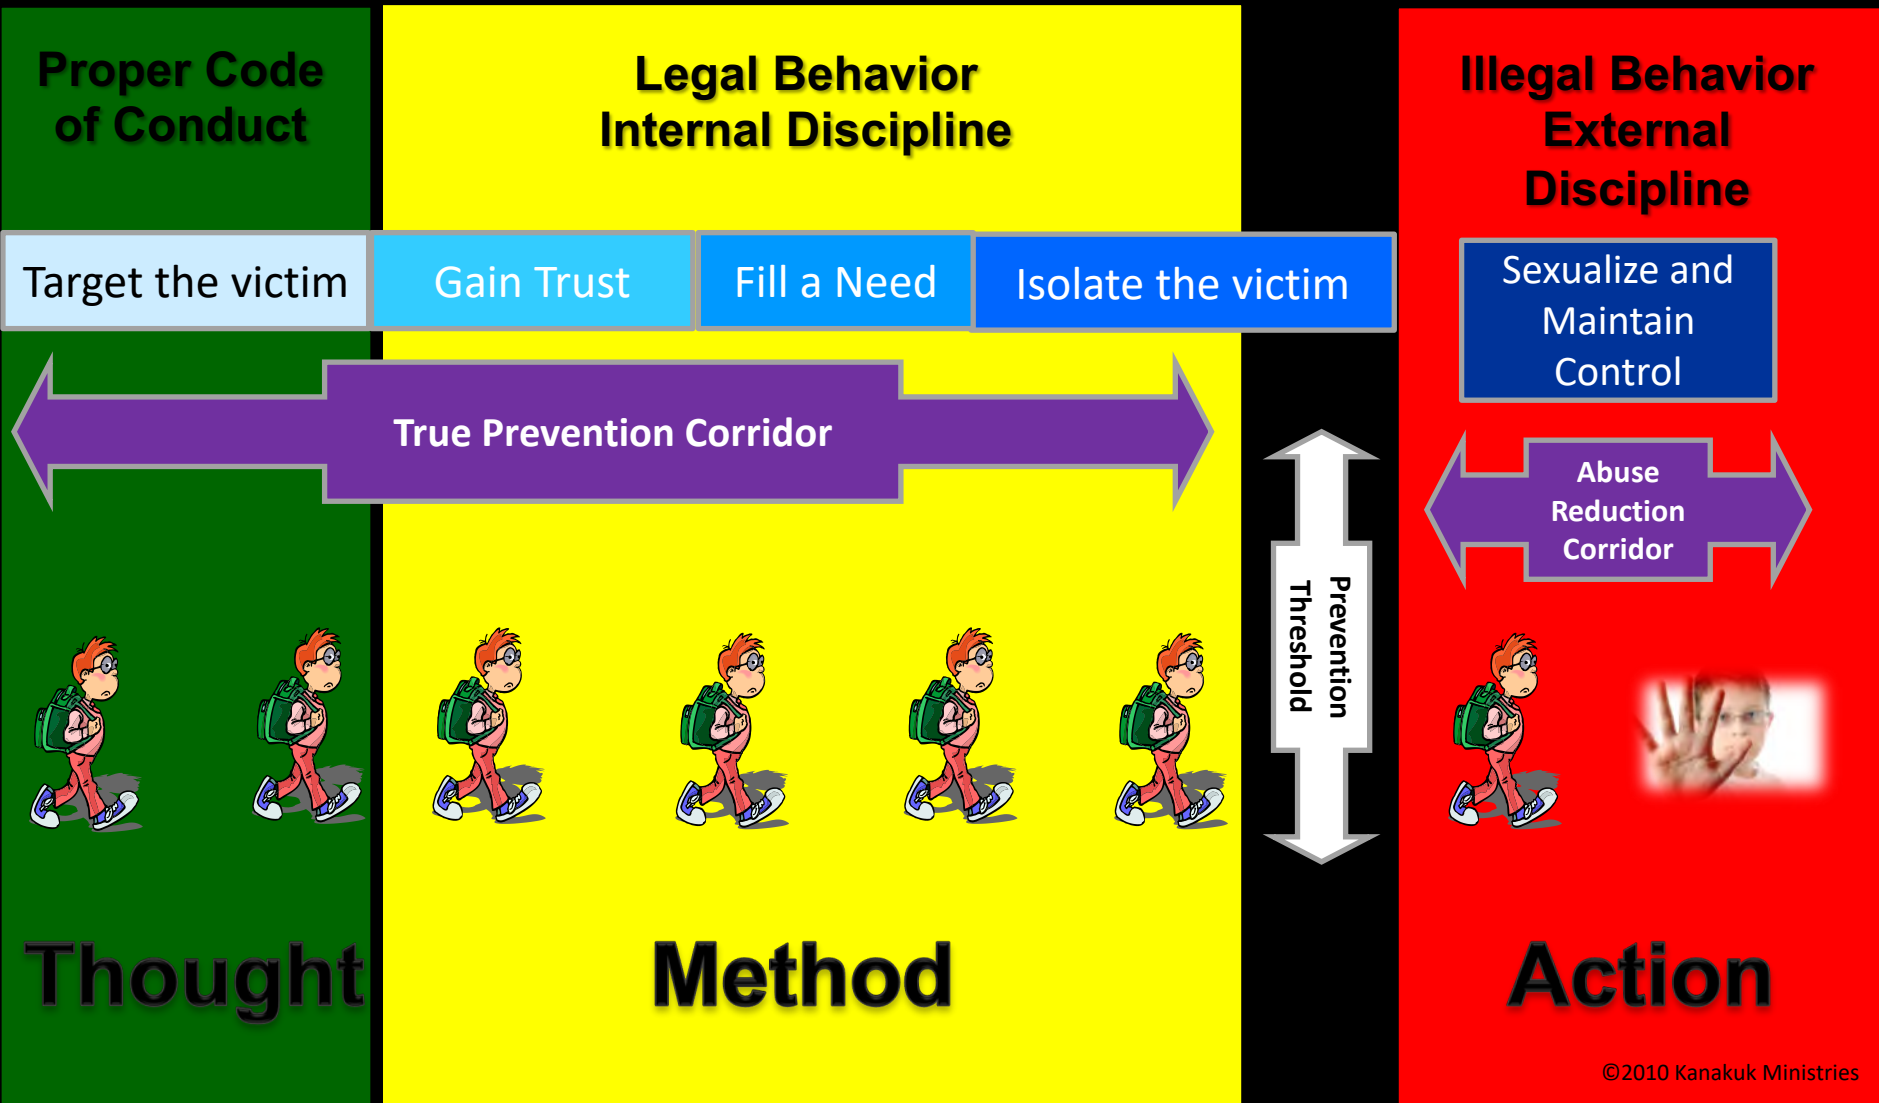 Proper Code
of Conduct
Legal Behavior
Internal Discipline
Illegal Behavior
External
Discipline
Target the victim
Gain Trust
Fill a Need
Isolate the victim
Sexualize and
Maintain
Control
True Prevention Corridor
Abuse
Reduction
Corridor
Prevention
Threshold
Thought
Method
Action
©2010 Kanakuk Ministries